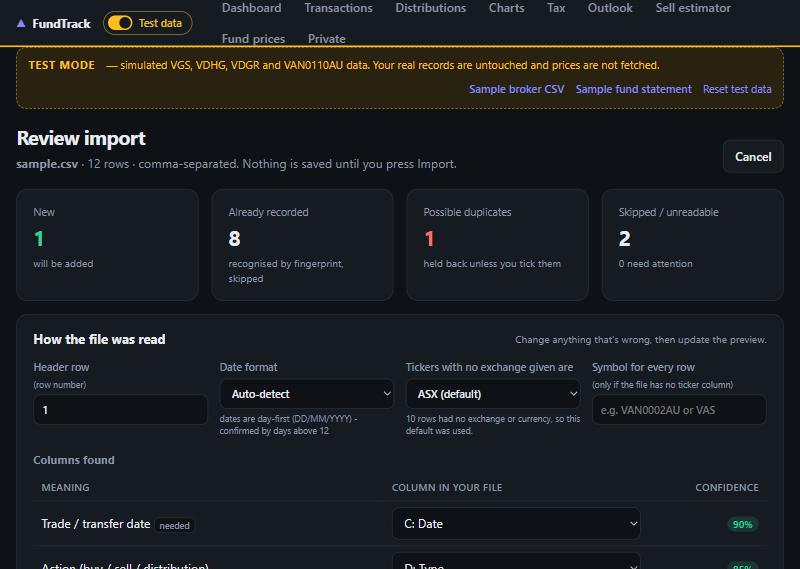 ▲ FundTrack
Test data
Dashboard Transactions Distributions Charts Tax Outlook Sell estimator
Fund prices Private
TEST MODE — simulated VGS, VDHG, VDGR and VAN0110AU data. Your real records are untouched and prices are not fetched.
Sample broker CSV Sample fund statement Reset test data
Review import
sample.csv · 12 rows · comma-separated. Nothing is saved until you press Import.
Cancel
New
1
will be added
Already recorded
8
recognised by fingerprint,
skipped
Possible duplicates
1
held back unless you tick them
Skipped / unreadable
2
0 need attention
How the file was read
Change anything that's wrong, then update the preview.
Header row
(row number)
1
Date format
Auto-detect
dates are day-first (DD/MM/YYYY) -
confirmed by days above 12
Tickers with no exchange given are
ASX (default)
10 rows had no exchange or currency, so this
default was used.
Symbol for every row
(only if the file has no ticker column)
e.g. VAN0002AU or VAS
Columns found
MEANING COLUMN IN YOUR FILE CONFIDENCE
Trade / transfer date needed C: Date 90%
Action (buy / sell / distribution) D: Type 85%